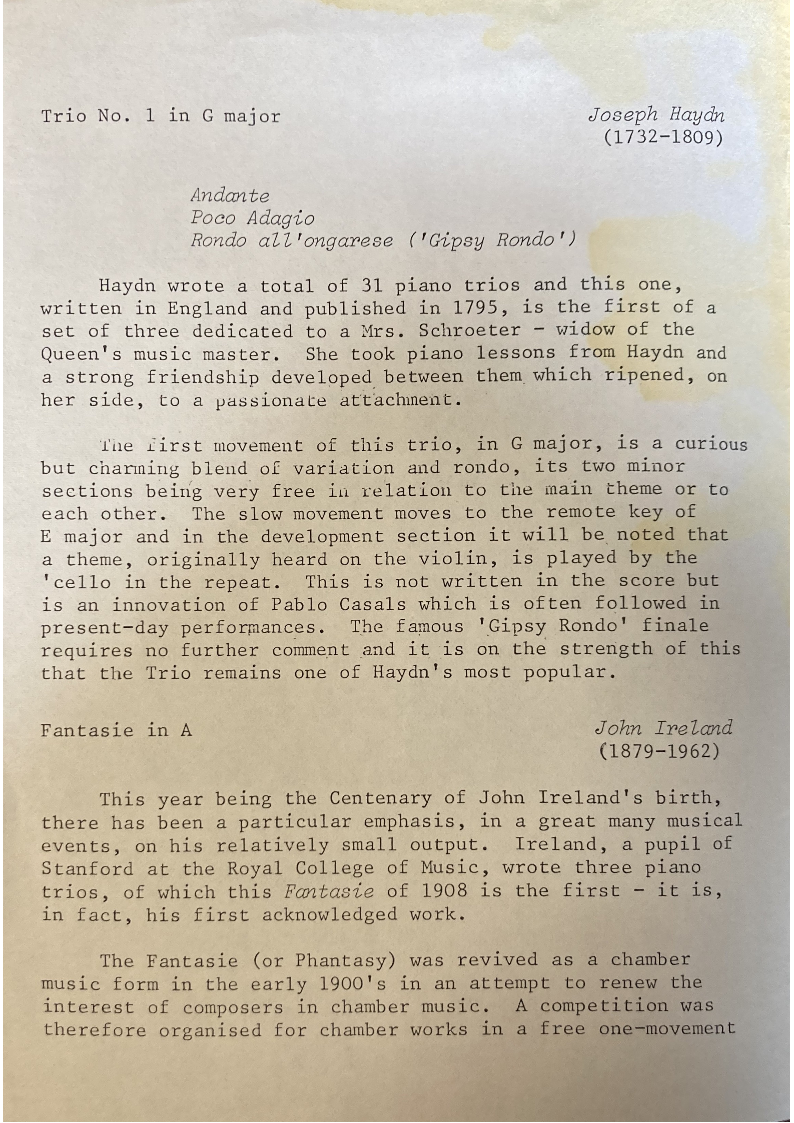 Trio No. 1 in G major Joseph Haydn
(1732-1809)
Andante
Poco Adagio
Rondo all'ongarese ('Gipsy Rondo')
Haydn wrote a total of 31 piano trios and this one,
written in England and published in 1795, is the first of a
set of three dedicated to a Mrs. Schroeter - widow of the
Queen's music master. She took piano lessons from Haydn and
a strong friendship developed between them which ripened, on
her side, to a passionate attachment.
The first movement of this trio, in G major, is a curious
but charming blend of variation and rondo, its two minor
sections being very free in relation to the main theme or to
each other. The slow movement moves to the remote key of
E major and in the development section it will be noted that
a theme, originally heard on the violin, is played by the
'cello in the repeat. This is not written in the score but
is an innovation of Pablo Casals which is often followed in
present-day performances. The famous 'Gipsy Rondo' finale
requires no further comment and it is on the strength of this
that the Trio remains one of Haydn's most popular.
Fantasie in A John Ireland
(1879-1962)
This year being the Centenary of John Ireland's birth,
there has been a particular emphasis, in a great many musical
events, on his relatively small output. Ireland, a pupil of
Stanford at the Royal College of Music, wrote three piano
trios, of which this Fantasie of 1908 is the first - it is,
in fact, his first acknowledged work.
The Fantasie (or Phantasy) was revived as a chamber
music form in the early 1900's in an attempt to renew the
interest of composers in chamber music. A competition was
therefore organised for chamber works in a free one-movement